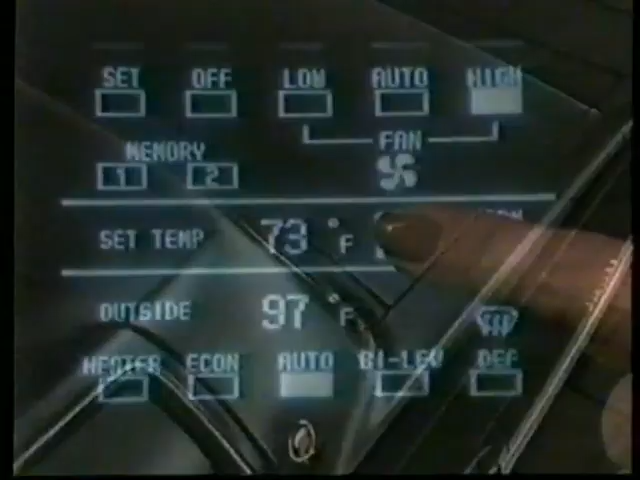 SET OFF LOW AUTO HIGH
FAN
MEMORY
1 2
SET TEMP 73 °F
OUTSIDE 97 °F
HEATER ECON AUTO BI-LEV DEF